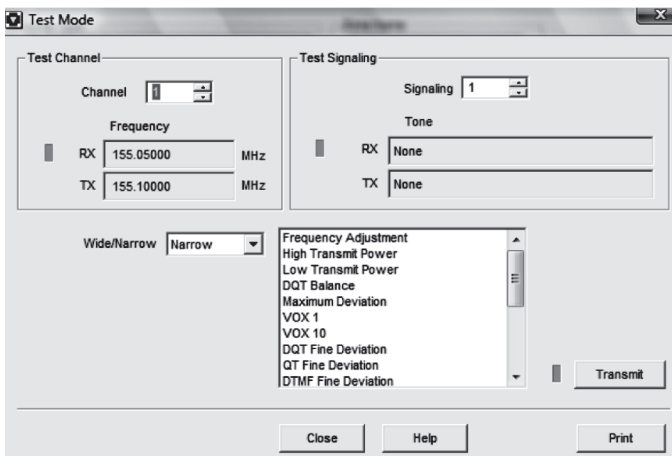 Test Mode
Test Channel
Channel 1
Frequency
RX 155.05000 MHz
TX 155.10000 MHz
Test Signaling
Signaling 1
Tone
RX None
TX None
Wide/Narrow Narrow
Frequency Adjustment
High Transmit Power
Low Transmit Power
DQT Balance
Maximum Deviation
VOX 1
VOX 10
DQT Fine Deviation
QT Fine Deviation
DTMF Fine Deviation
Transmit
Close
Help
Print